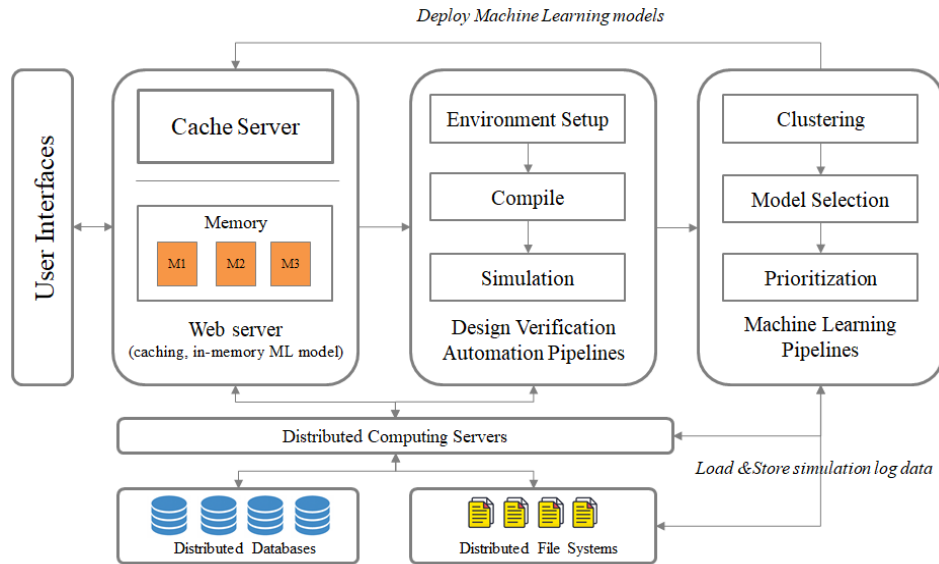 Deploy Machine Learning models
User Interfaces
Cache Server
Memory
M1 M2 M3
Web server
(caching, in-memory ML model)
Environment Setup
Compile
Simulation
Design Verification
Automation Pipelines
Clustering
Model Selection
Prioritization
Machine Learning
Pipelines
Distributed Computing Servers
Load &Store simulation log data
Distributed Databases
Distributed File Systems